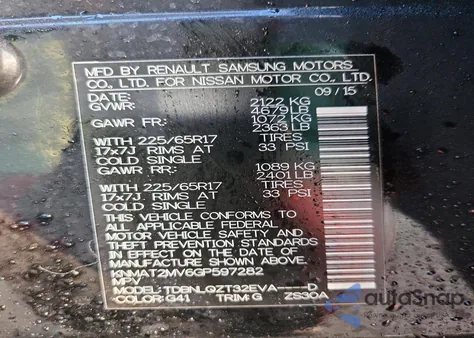 MFD BY RENAULT SAMSUNG MOTORS
CO., LTD. FOR NISSAN MOTOR CO., LTD.
DATE: 09/15
GVWR: 2122 KG
4679 LB
GAWR FR: 1072 KG
2363 LB
WITH 225/65R17 TIRES
17x7J RIMS AT 33 PSI
COLD SINGLE
GAWR RR: 1089 KG
2401 LB
WITH 225/65R17 TIRES
17x7J RIMS AT 33 PSI
COLD SINGLE
THIS VEHICLE CONFORMS TO
ALL APPLICABLE FEDERAL
MOTOR VEHICLE SAFETY AND
THEFT PREVENTION STANDARDS
IN EFFECT ON THE DATE OF
MANUFACTURE SHOWN ABOVE.
KNMAT2MV6GP597282
MPV
MODEL: TDBNLQZT32EVA----D
COLOR: G41 TRIM: G ZS30A
autaSnap